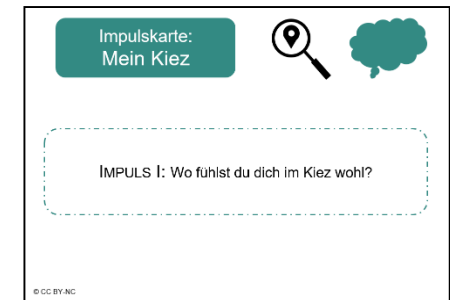 Impulskarte:
Mein Kiez
IMPULS I: Wo fühlst du dich im Kiez wohl?
© CC BY-NC